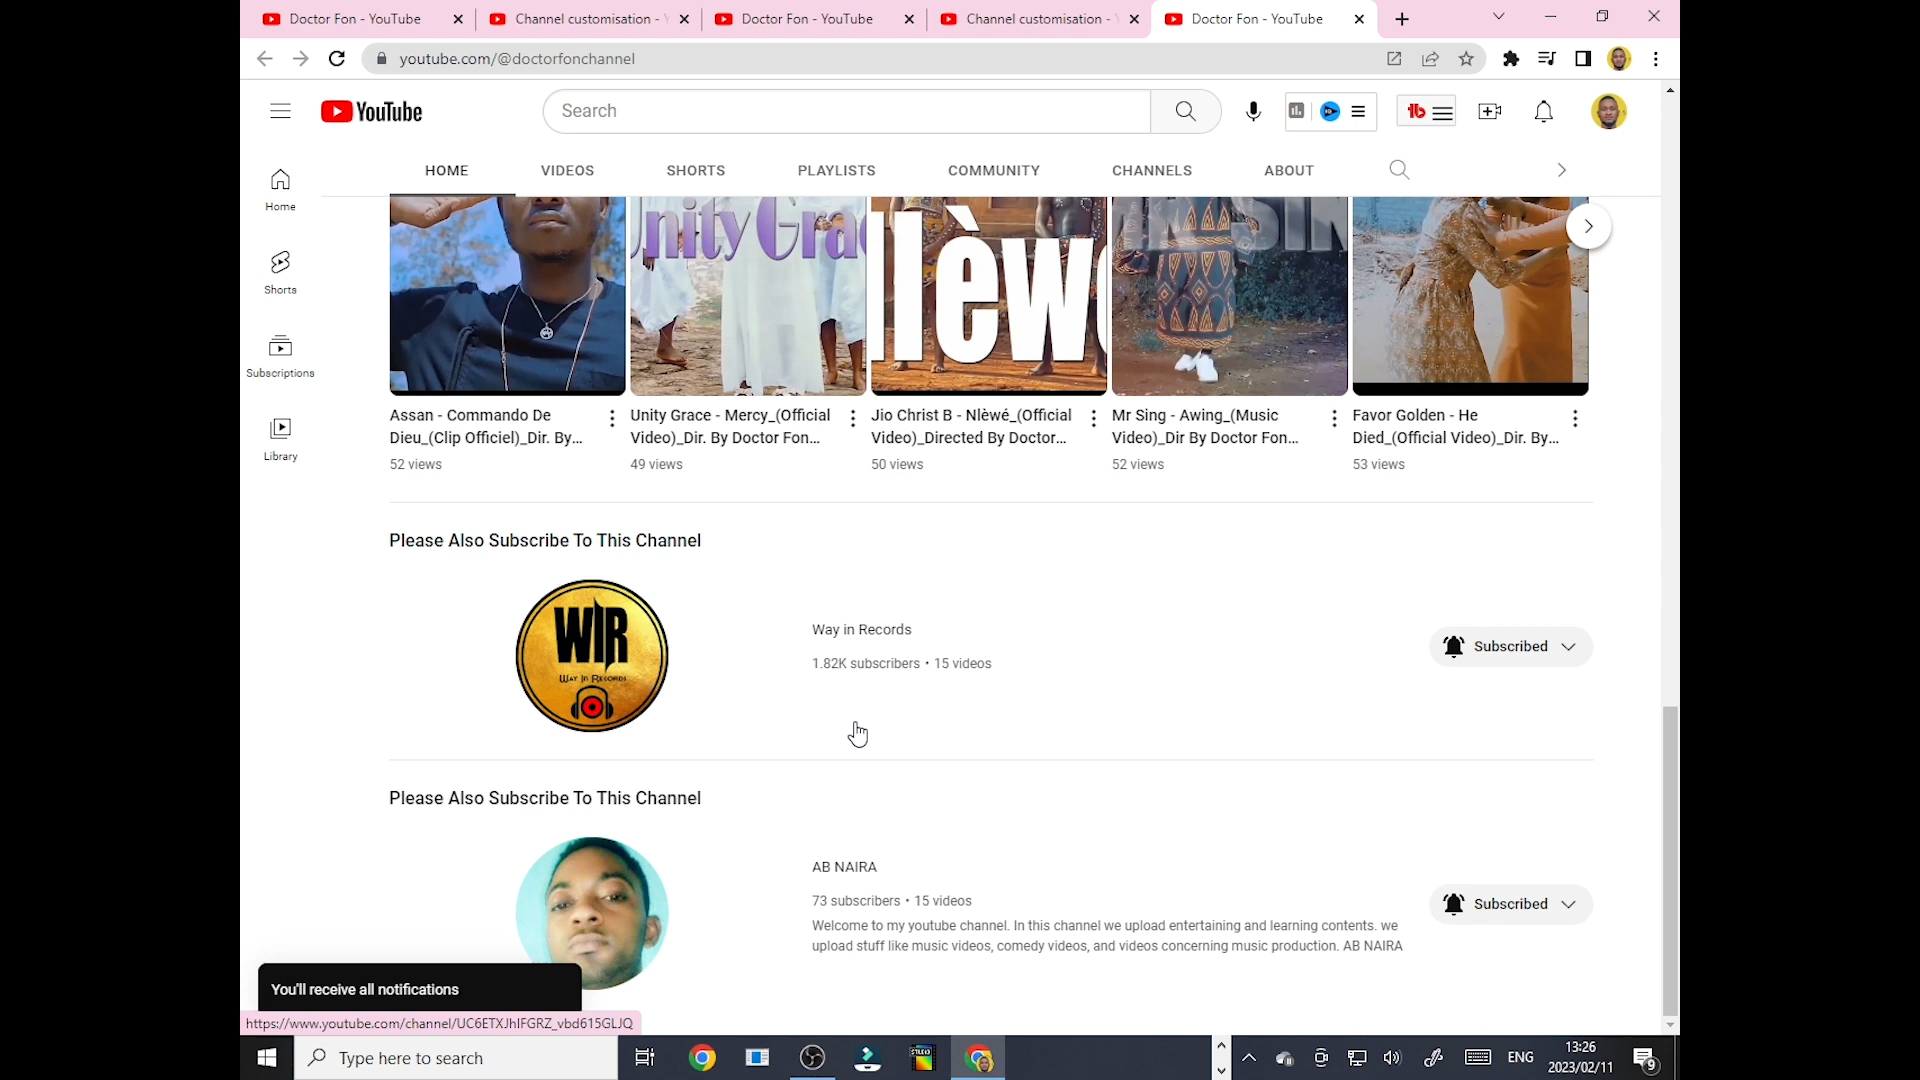 Doctor Fon - YouTube
Channel customisation -
Doctor Fon - YouTube
Channel customisation -
Doctor Fon - YouTube
youtube.com/@doctorfonchannel
YouTube
Search
HOME
VIDEOS
SHORTS
PLAYLISTS
COMMUNITY
CHANNELS
ABOUT
Home
Shorts
Subscriptions
Library
Assan - Commando De
Dieu_(Clip Officiel)_Dir. By...
52 views
Unity Grace - Mercy_(Official
Video)_Dir. By Doctor Fon...
49 views
Jio Christ B - Nlèwé_(Official
Video)_Directed By Doctor...
50 views
Mr Sing - Awing_(Music
Video)_Dir By Doctor Fon...
52 views
Favor Golden - He
Died_(Official Video)_Dir. By...
53 views
Please Also Subscribe To This Channel
WIR
WAY IN RECORDS
Way in Records
1.82K subscribers • 15 videos
Subscribed
Please Also Subscribe To This Channel
AB NAIRA
73 subscribers • 15 videos
Welcome to my youtube channel. In this channel we upload entertaining and learning contents. we
upload stuff like music videos, comedy videos, and videos concerning music production. AB NAIRA
Subscribed
You'll receive all notifications
https://www.youtube.com/channel/UC6ETXJhIFGRZ_vbd615GLJQ
Type here to search
STUDIO
ENG
13:26
2023/02/11
9